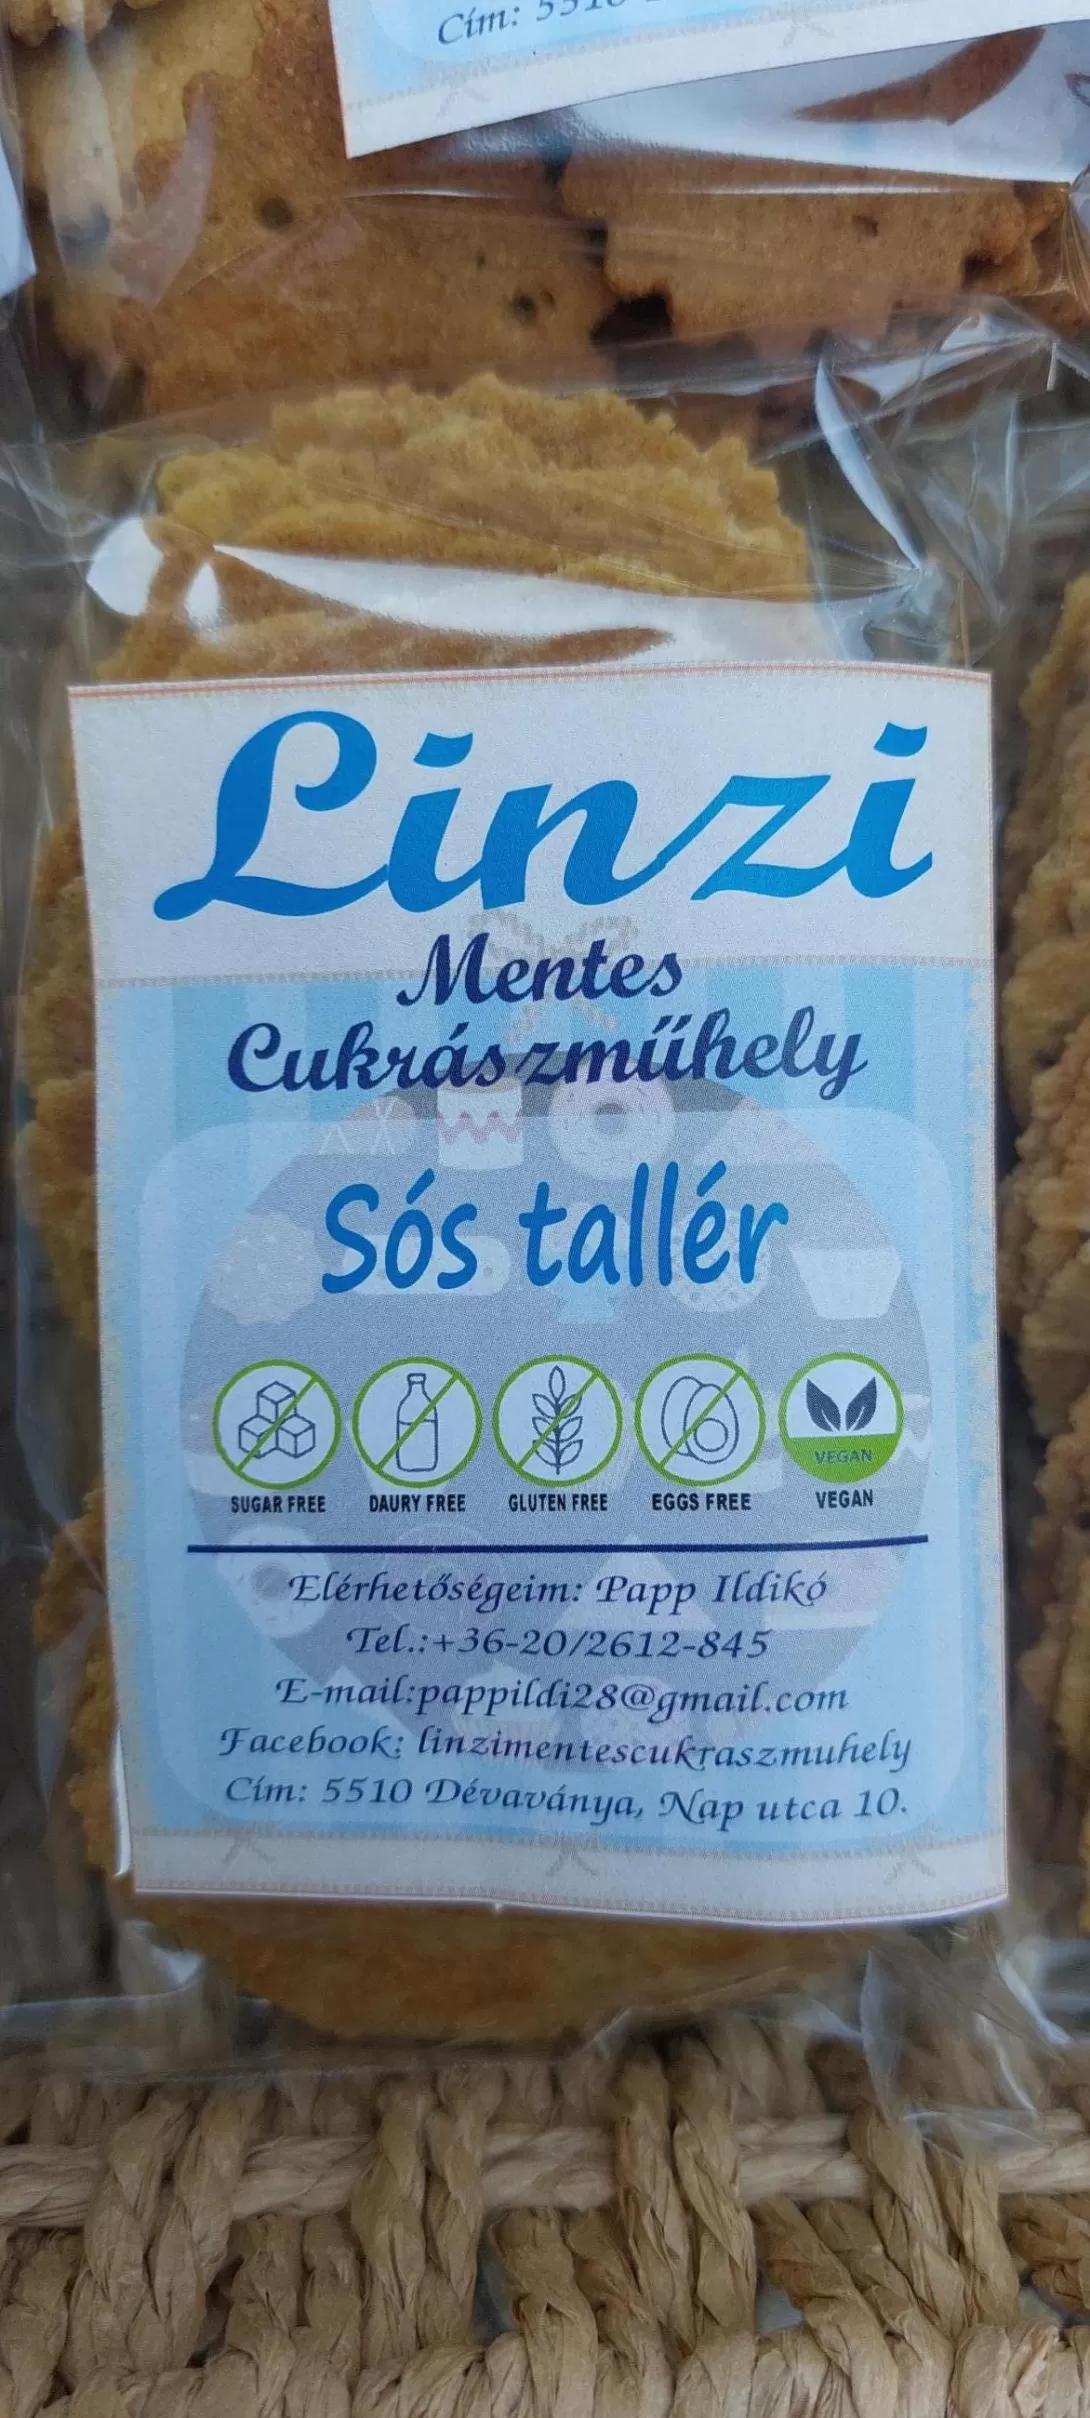 Cím: 5510
Linzi
Mentes
Cukrászműhely
Sós tallér
VEGAN
SUGAR FREE DAURY FREE GLUTEN FREE EGGS FREE VEGAN
Elérhetőségeim: Papp Ildikó
Tel.:+36-20/2612-845
E-mail:pappildi28@gmail.com
Facebook: linzimentescukraszmuhely
Cím: 5510 Dévaványa, Nap utca 10.